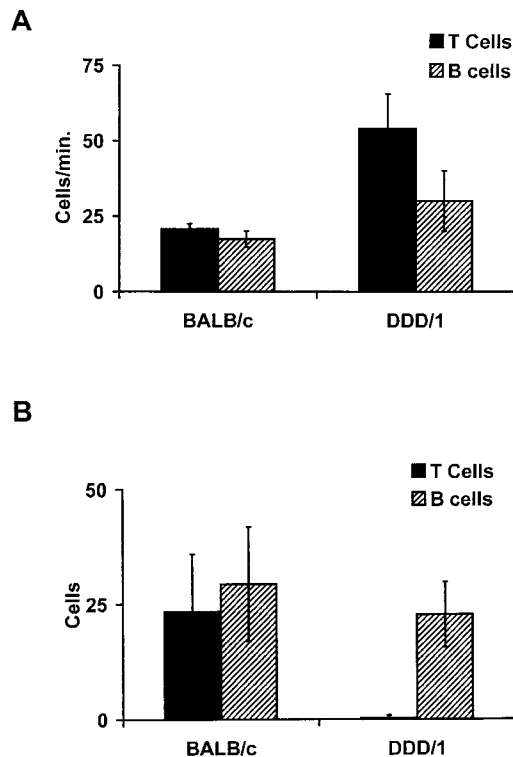 A
T Cells
B cells
75
50
25
0
Cells/min.
BALB/c
DDD/1
B
T Cells
B cells
50
25
0
Cells
BALB/c
DDD/1